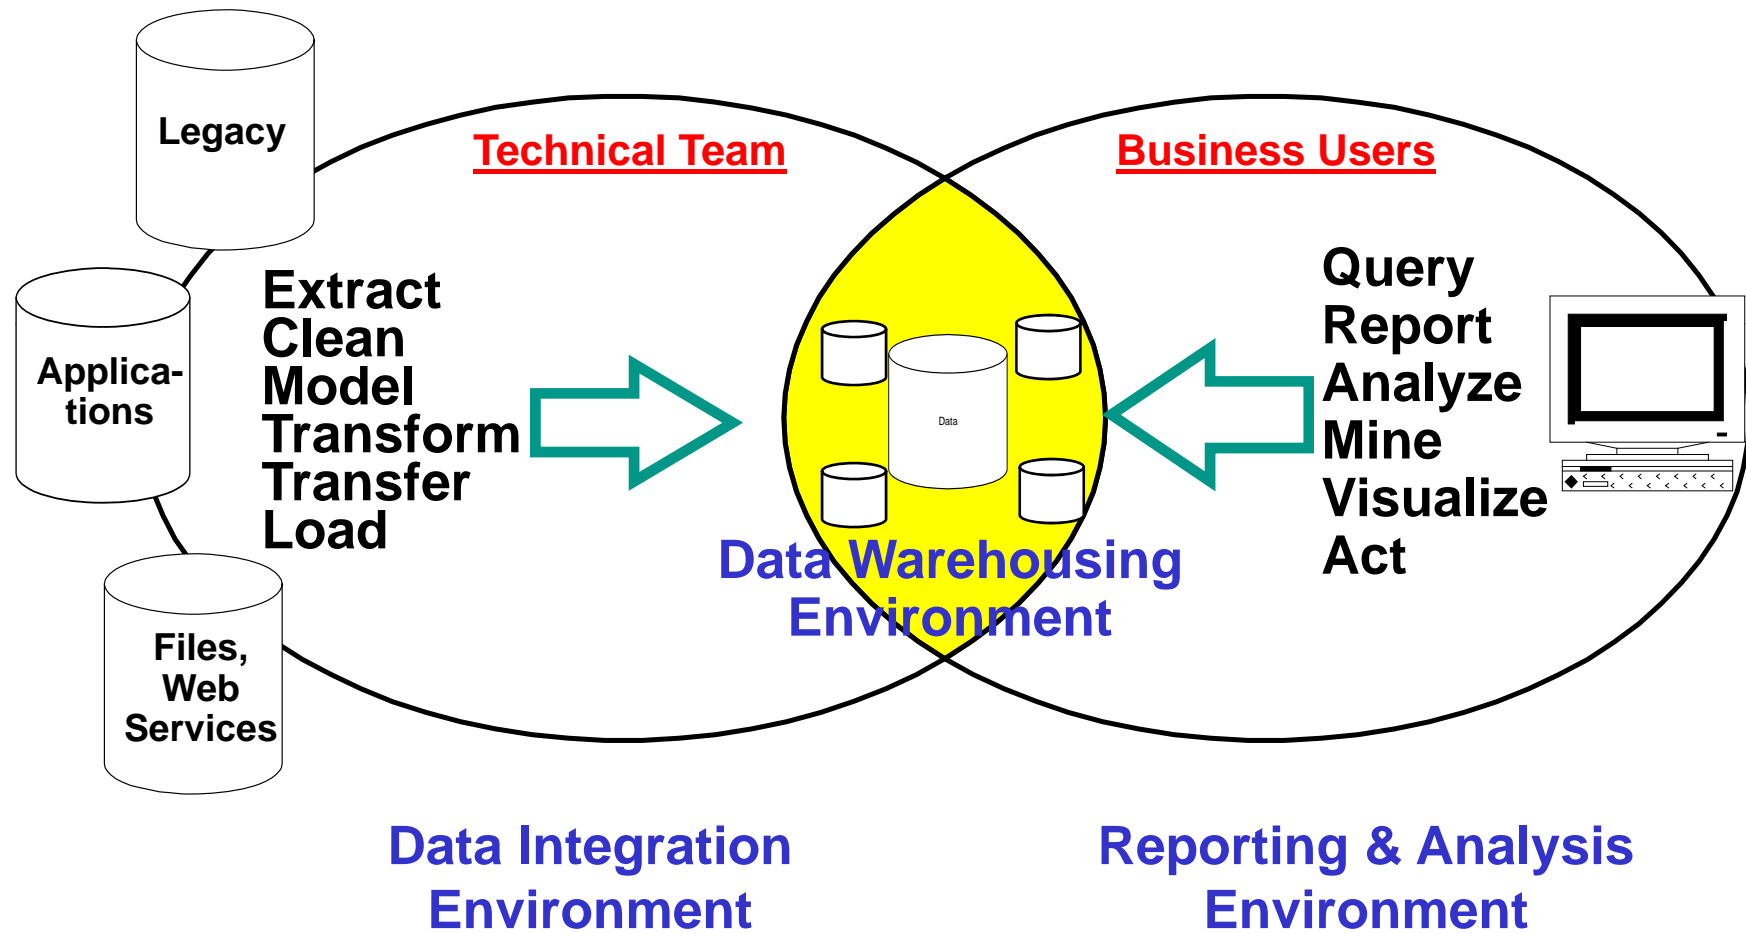 Legacy
Technical Team
Business Users
Applica-
tions
Extract
Clean
Model
Transform
Transfer
Load
Files,
Web
Services
Data
Data Warehousing
Environment
Query
Report
Analyze
Mine
Visualize
Act
Data Integration
Environment
Reporting & Analysis
Environment